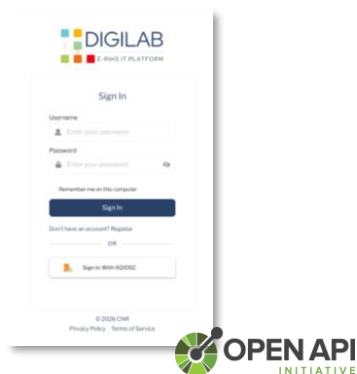 DIGILAB
E-RIHS IT PLATFORM
Sign In
Username
Enter your username
Password
Enter your password
Remember me on this computer
Sign In
Don't have an account? Register
OR
Sign In With H2IOSC
© 2026 CNR
Privacy Policy Terms of Service
OPEN API
INITIATIVE